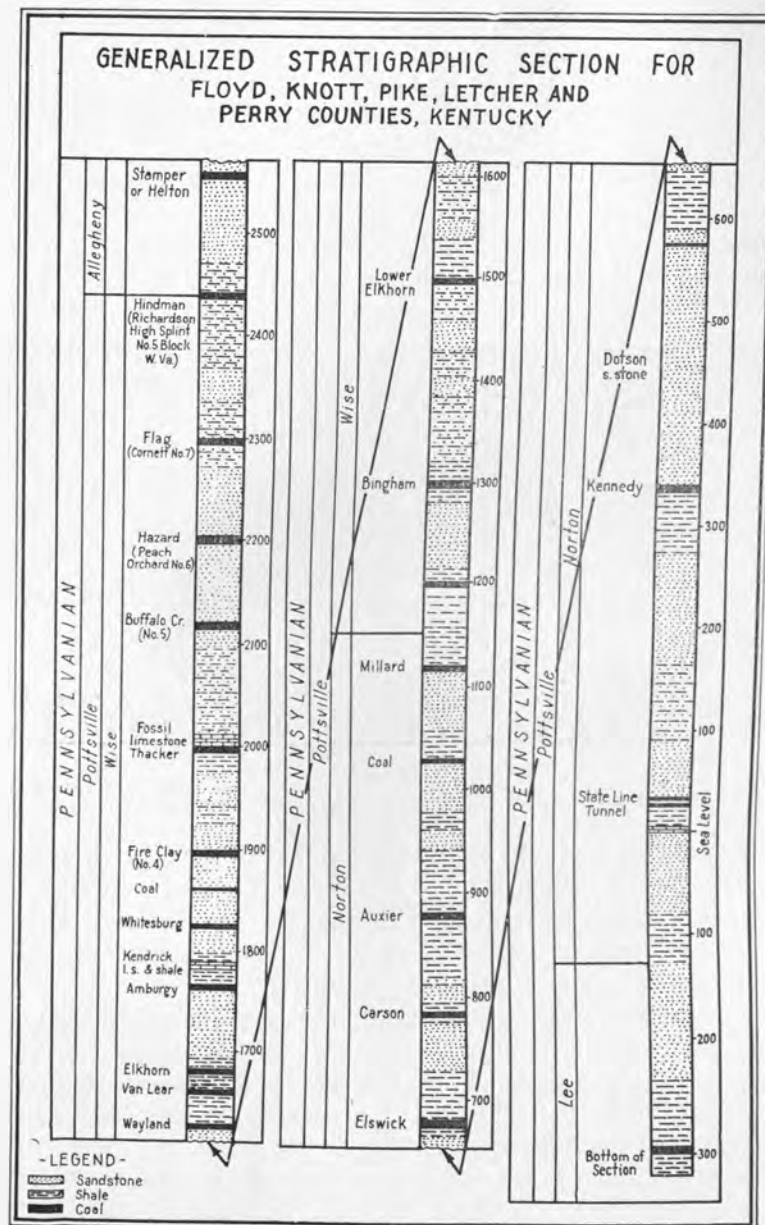 GENERALIZED STRATIGRAPHIC SECTION FOR
FLOYD, KNOTT, PIKE, LETCHER AND
PERRY COUNTIES, KENTUCKY
PENNSYLVANIAN
Pottsville
Allegheny
Wise
Stamper
or Helton
2500
Hindman
(Richardson
High Splint
No.5 Block
W. Va.)
2400
Flag
(Cornett No.7)
2300
Hazard
(Peach
Orchard No.6)
2200
Buffalo Cr.
(No.5)
2100
Fossil
limestone
Thacker
2000
Fire Clay
(No.4)
1900
Coal
Whitesburg
Kendrick
l.s. & shale
1800
Amburgy
1700
Elkhorn
Van Lear
Wayland
PENNSYLVANIAN
Pottsville
Wise
Norton
1600
Lower
Elkhorn
1500
1400
Bingham
1300
1200
Millard
1100
Coal
1000
Auxier
900
Carson
800
Elswick
700
PENNSYLVANIAN
Pottsville
Norton
Lee
600
500
Dotson
s. stone
400
Kennedy
300
200
100
State Line
Tunnel
Sea Level
100
200
Bottom of
Section
300
-LEGEND-
Sandstone
Shale
Coal